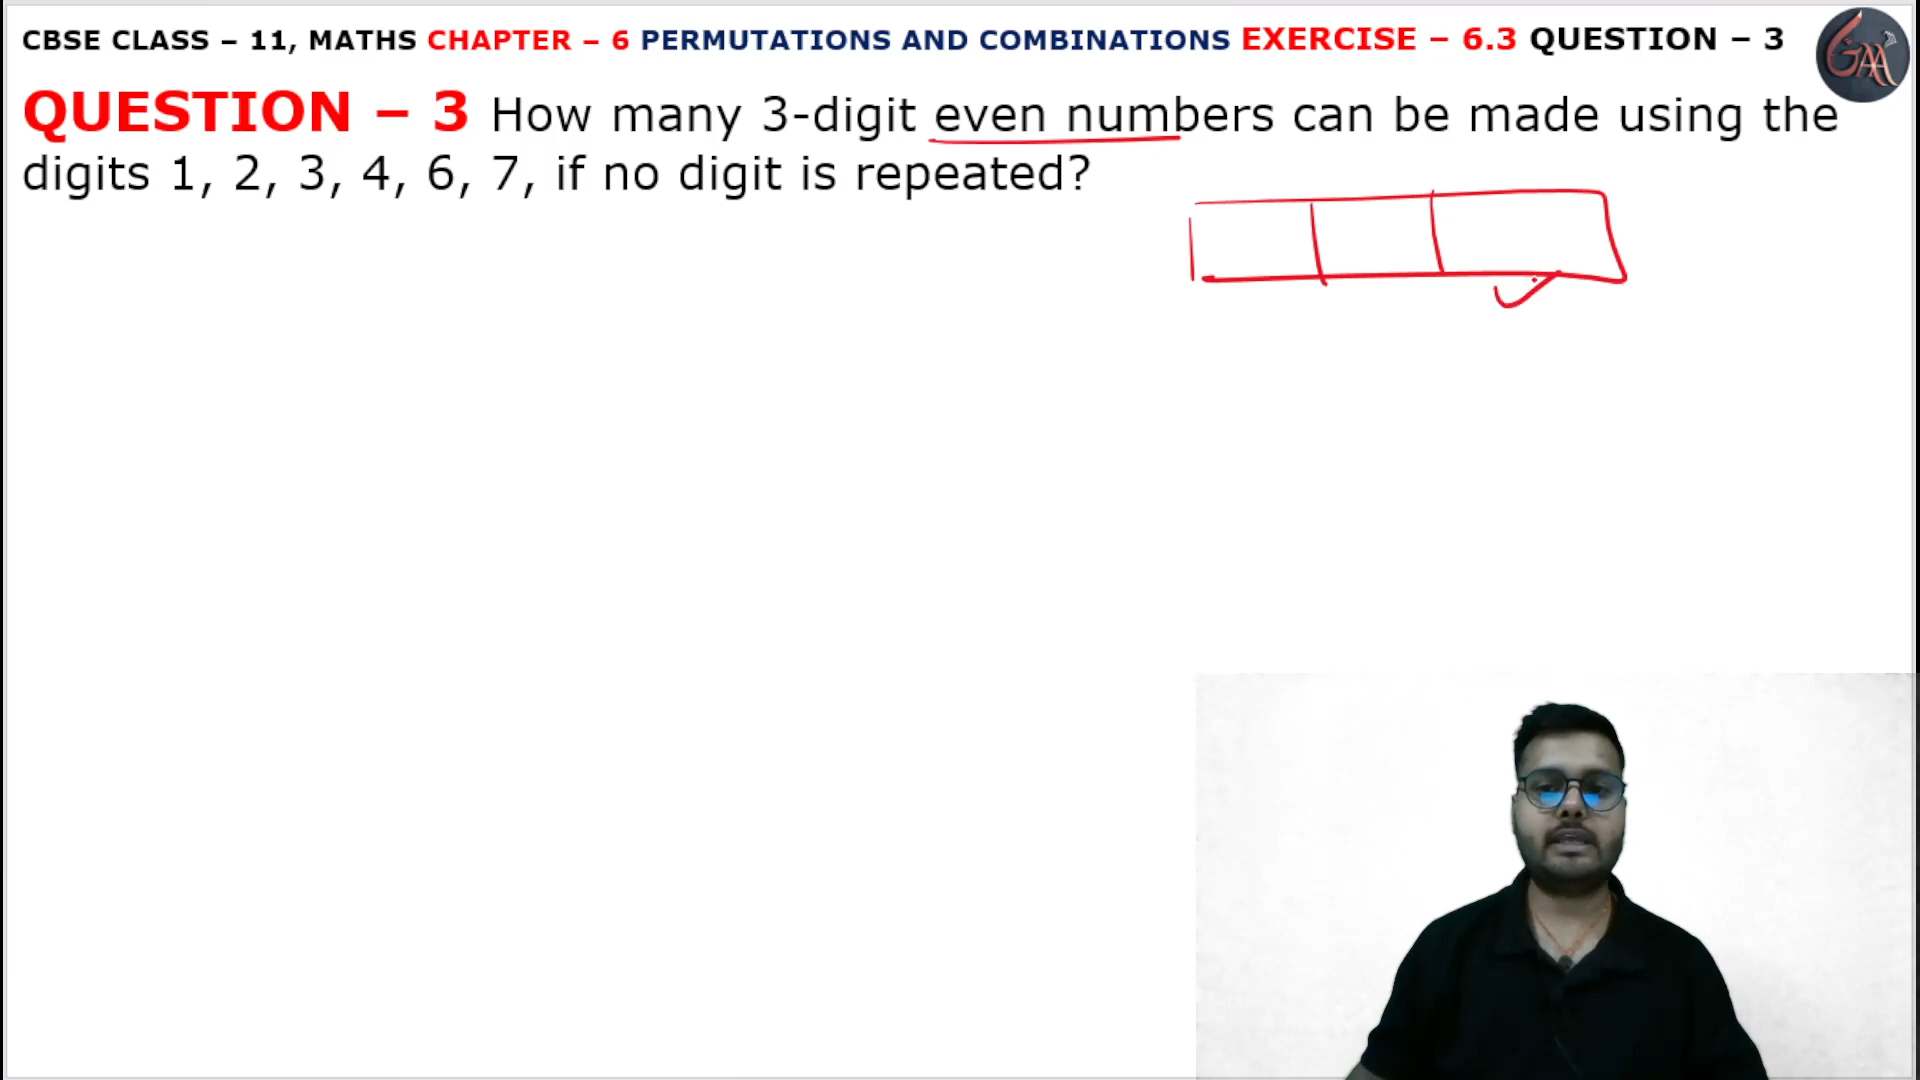 CBSE CLASS – 11, MATHS CHAPTER – 6 PERMUTATIONS AND COMBINATIONS EXERCISE – 6.3 QUESTION – 3
QUESTION – 3 How many 3-digit even numbers can be made using the
digits 1, 2, 3, 4, 6, 7, if no digit is repeated?